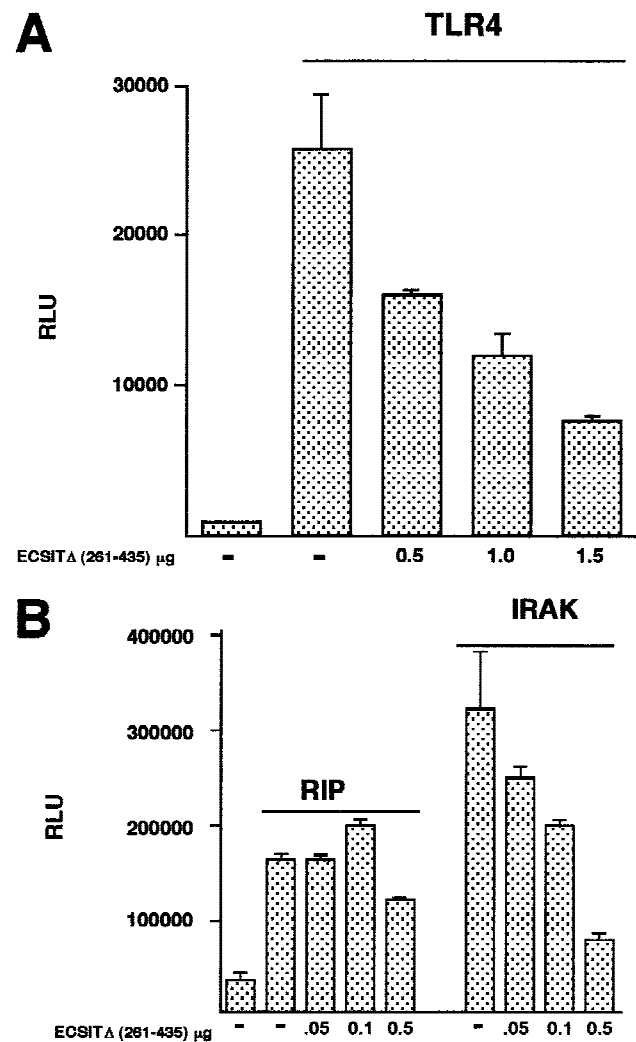 A
TLR4
30000
20000
10000
RLU
ECSITΔ (261-435) μg
- - 0.5 1.0 1.5
B
IRAK
400000
300000
200000
100000
RLU
RIP
ECSITΔ (261-435) μg
- - .05 0.1 0.5 - .05 0.1 0.5